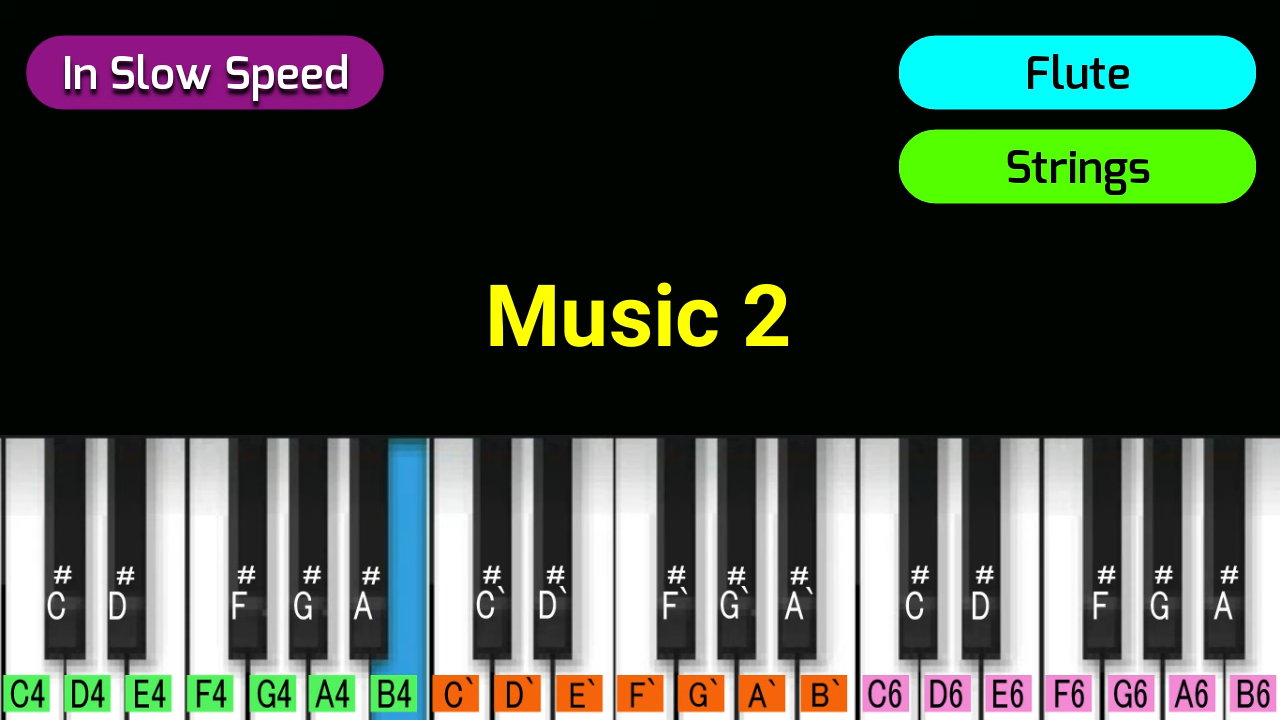 In Slow Speed
Flute
Strings
Music 2
# # # # # # # # # # # # # # #
C D F G A C` D` F` G` A` C D F G A
C4 D4 E4 F4 G4 A4 B4 C` D` E` F` G` A` B` C6 D6 E6 F6 G6 A6 B6